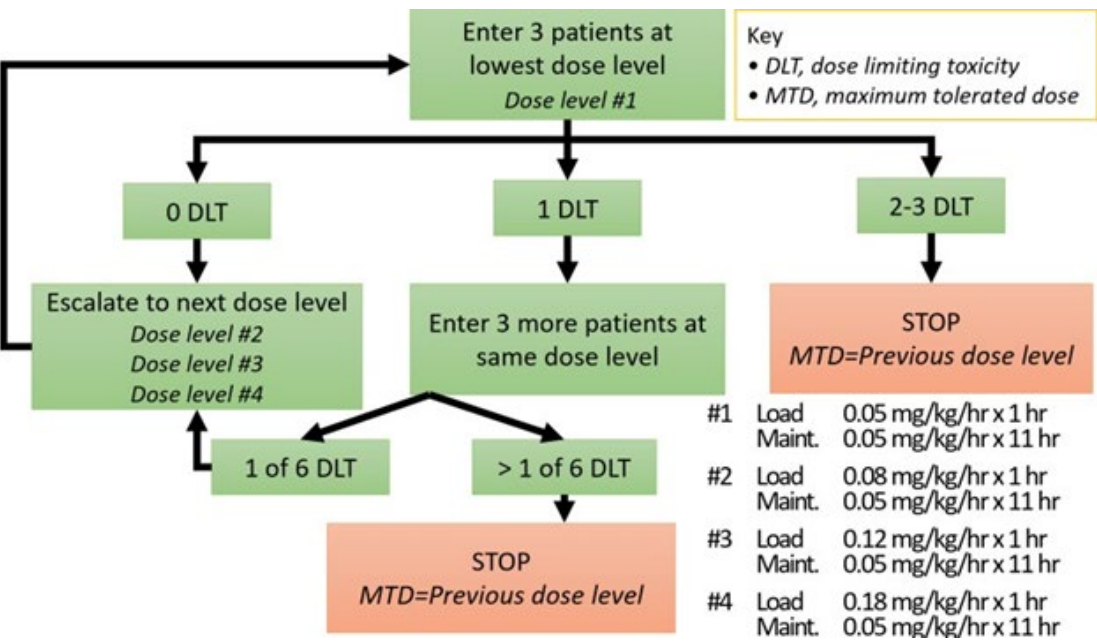 Enter 3 patients at
lowest dose level
Dose level #1
Key
• DLT, dose limiting toxicity
• MTD, maximum tolerated dose
0 DLT
1 DLT
2-3 DLT
Escalate to next dose level
Dose level #2
Dose level #3
Dose level #4
Enter 3 more patients at
same dose level
STOP
MTD=Previous dose level
1 of 6 DLT
> 1 of 6 DLT
STOP
MTD=Previous dose level
#1 Load 0.05 mg/kg/hr x 1 hr
Maint. 0.05 mg/kg/hr x 11 hr
#2 Load 0.08 mg/kg/hr x 1 hr
Maint. 0.05 mg/kg/hr x 11 hr
#3 Load 0.12 mg/kg/hr x 1 hr
Maint. 0.05 mg/kg/hr x 11 hr
#4 Load 0.18 mg/kg/hr x 1 hr
Maint. 0.05 mg/kg/hr x 11 hr